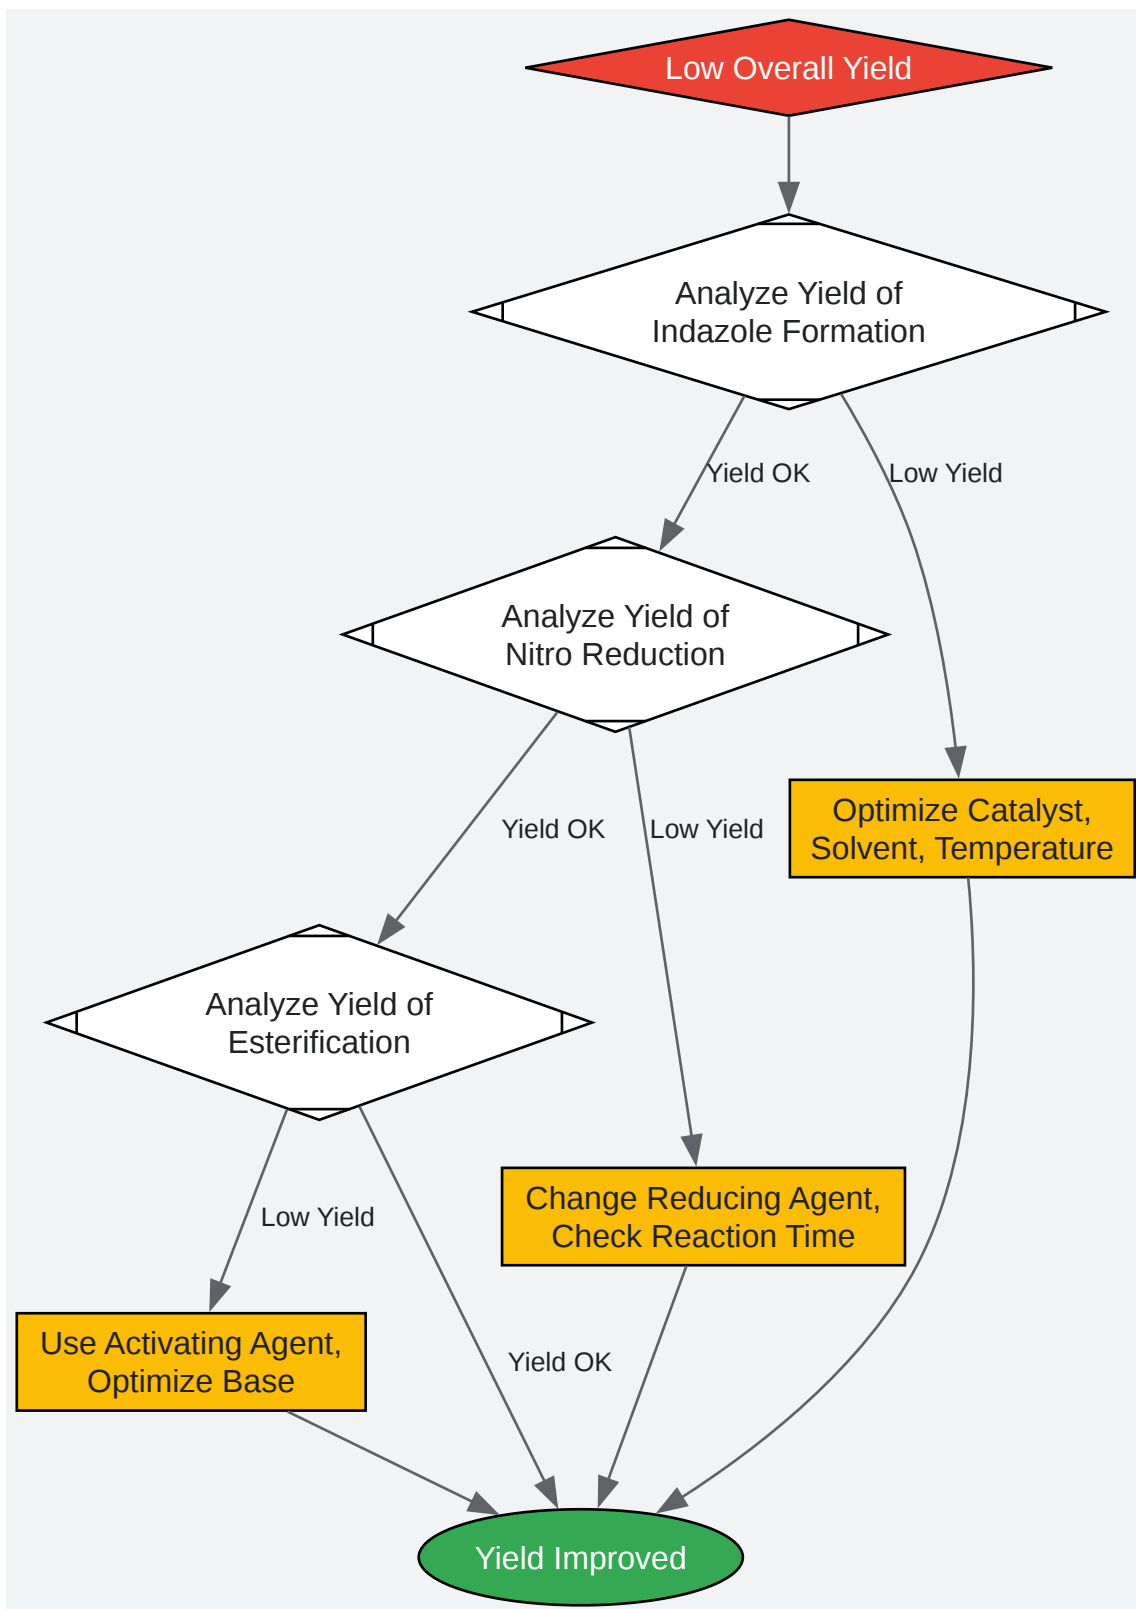 Low Overall Yield
Analyze Yield of
Indazole Formation
Yield OK
Low Yield
Analyze Yield of
Nitro Reduction
Yield OK
Low Yield
Optimize Catalyst,
Solvent, Temperature
Analyze Yield of
Esterification
Low Yield
Change Reducing Agent,
Check Reaction Time
Use Activating Agent,
Optimize Base
Yield OK
Yield Improved